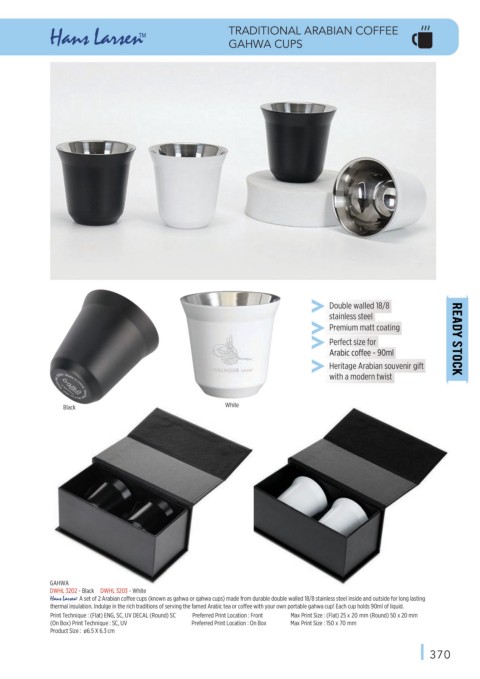 Hans Larsen™
TRADITIONAL ARABIAN COFFEE
GAHWA CUPS
Double walled 18/8
stainless steel
Premium matt coating
Perfect size for
Arabic coffee - 90ml
Heritage Arabian souvenir gift
with a modern twist
READY STOCK
Black
White
GAHWA
DWHL 3202 - Black DWHL 3203 - White
Hans Larsen A set of 2 Arabian coffee cups (known as gahwa or qahwa cups) made from durable double walled 18/8 stainless steel inside and outside for long lasting
thermal insulation. Indulge in the rich traditions of serving the famed Arabic tea or coffee with your own portable gahwa cup! Each cup holds 90ml of liquid.
Print Technique : (Flat) ENG, SC, UV DECAL (Round) SC Preferred Print Location : Front Max Print Size : (Flat) 25 x 20 mm (Round) 50 x 20 mm
(On Box) Print Technique : SC, UV Preferred Print Location : On Box Max Print Size : 150 x 70 mm
Product Size : ø6.5 X 6.3 cm
370